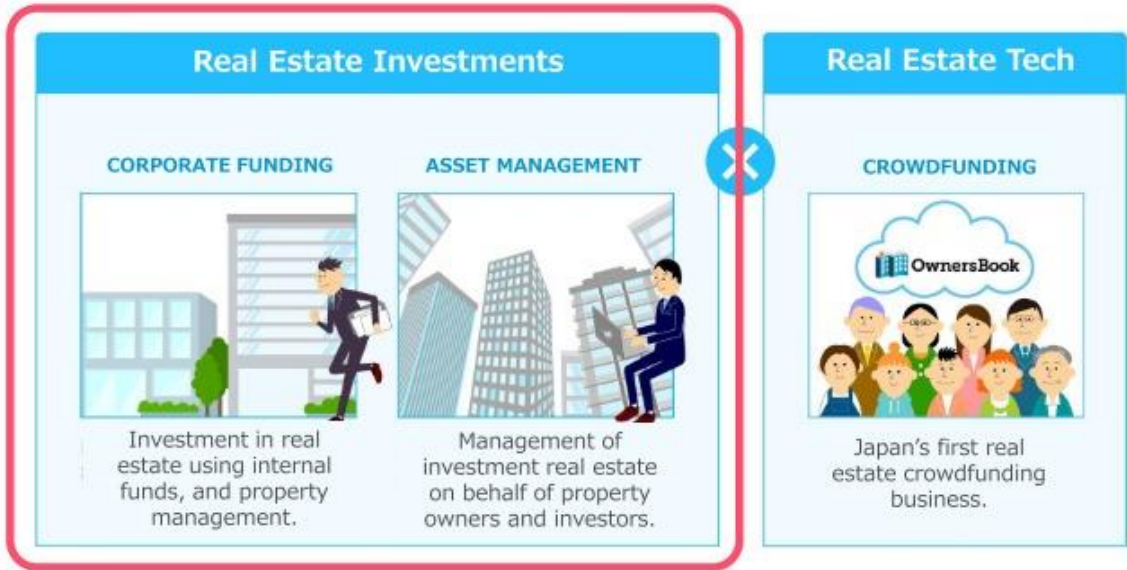 Real Estate Investments
CORPORATE FUNDING
Investment in real
estate using internal
funds, and property
management.
ASSET MANAGEMENT
Management of
investment real estate
on behalf of property
owners and investors.
Real Estate Tech
CROWDFUNDING
OwnersBook
Japan's first real
estate crowdfunding
business.